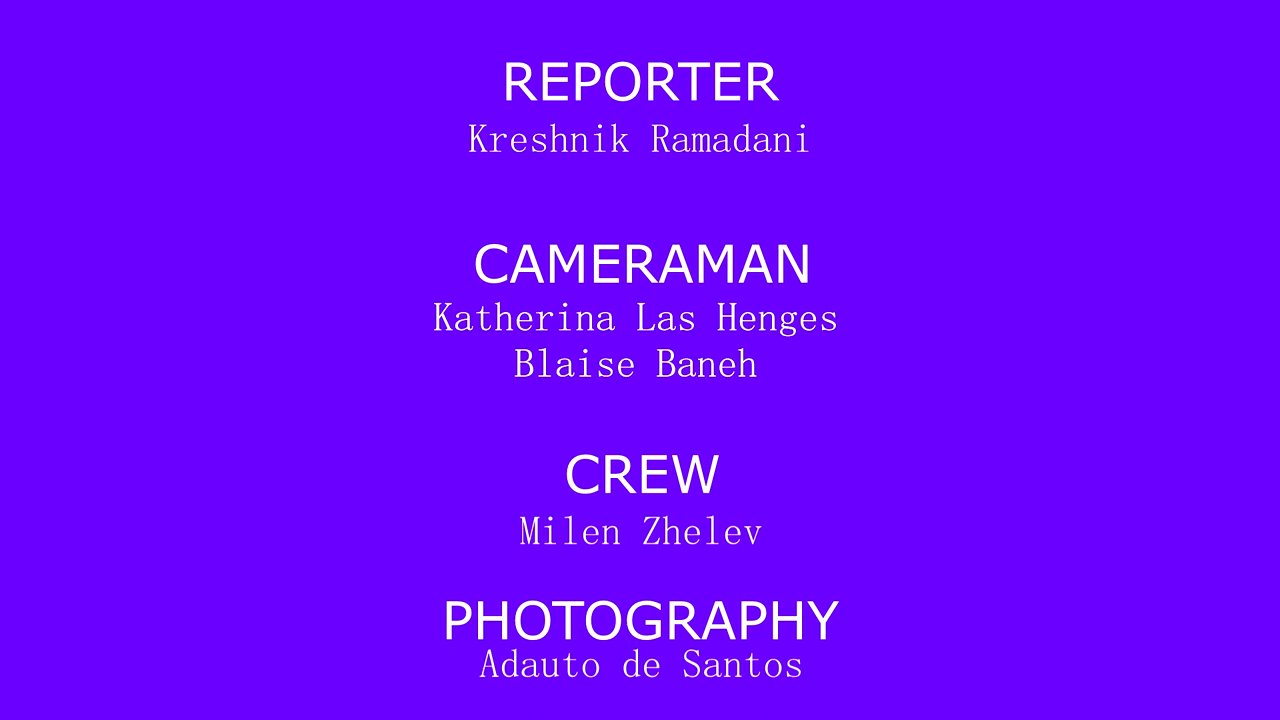 REPORTER
Kreshnik Ramadani
CAMERAMAN
Katherina Las Henges
Blaise Baneh
CREW
Milen Zhelev
PHOTOGRAPHY
Adauto de Santos